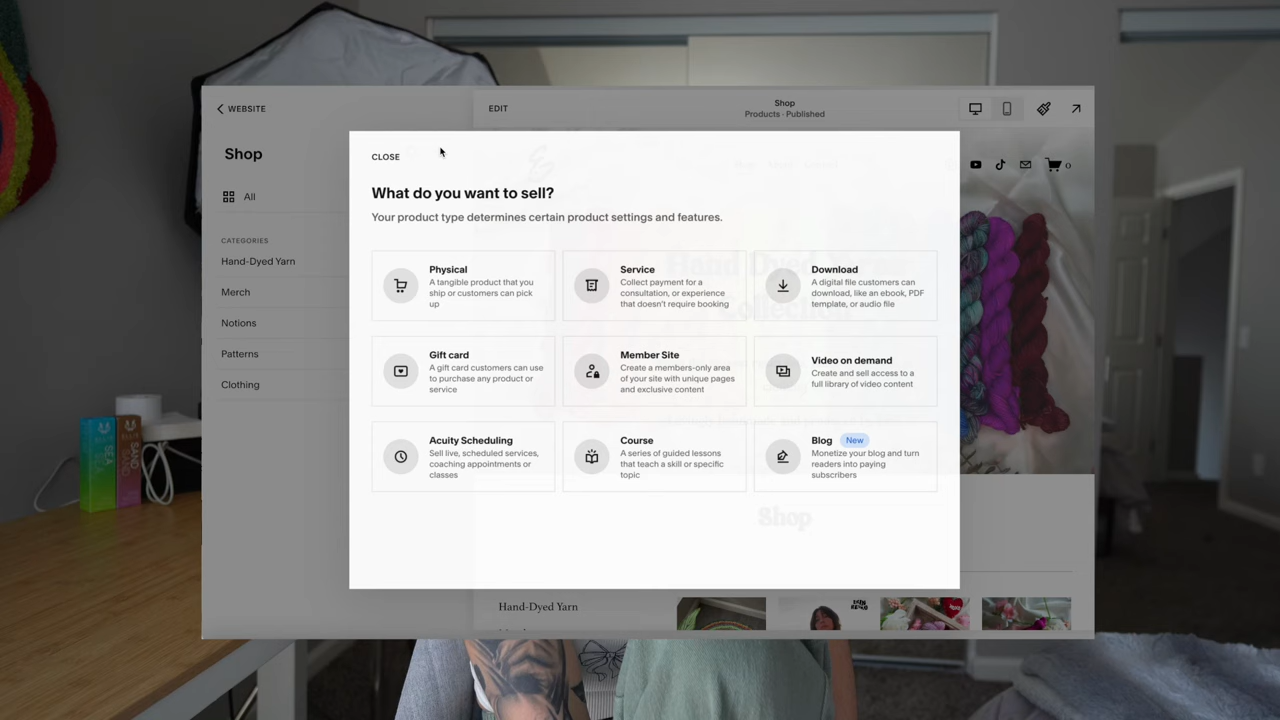 WEBSITE
EDIT
Shop
Products · Published
Shop
All
CATEGORIES
Hand-Dyed Yarn
Merch
Notions
Patterns
Clothing
0
CLOSE
What do you want to sell?
Your product type determines certain product settings and features.
Physical
A tangible product that you
ship or customers can pick
up
Service
Collect payment for a
consultation, or experience
that doesn't require booking
Download
A digital file customers can
download, like an ebook, PDF
template, or audio file
Gift card
A gift card customers can use
to purchase any product or
service
Member Site
Create a members-only area
of your site with unique pages
and exclusive content
Video on demand
Create and sell access to a
full library of video content
Acuity Scheduling
Sell live, scheduled services,
coaching appointments or
classes
Course
A series of guided lessons
that teach a skill or specific
topic
Blog New
Monetize your blog and turn
readers into paying
subscribers
Hand Dyed Yarn
Collection
Shop
Hand-Dyed Yarn
SEA
SAND